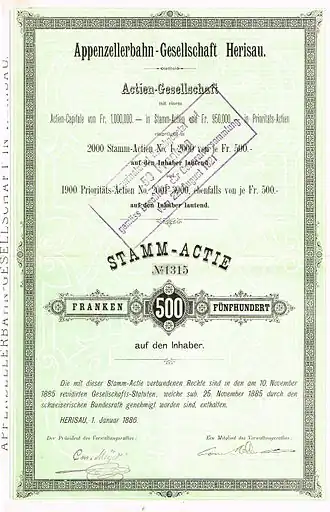 Appenzellerbahn-Gesellschaft Herisau.
Actien-Gesellschaft
mit einem
Actien-Capitale von Fr. 1,000,000.— in Stamm-Actien und Fr. 950,000.— in Prioritäts-Actien
2000 Stamm-Actien No. 1–2000 von je Fr. 500.-
auf den Inhaber lautend.
1900 Prioritäts-Actien No. 2001–3900, ebenfalls von je Fr. 500.-
auf den Inhaber lautend.
STAMM-ACTIE
No 1315
FRANKEN 500 FÜNFHUNDERT
auf den Inhaber.
Die mit dieser Stamm-Actie verbundenen Rechte sind in den am 10. November
1885 revidirten Gesellschafts-Statuten, welche sub. 25. November 1885 durch den
schweizerischen Bundesrath genehmigt worden sind, enthalten.
HERISAU, 1. Januar 1886.
Der Präsident des Verwaltungsrathes: Ein Mitglied des Verwaltungsrathes:
APPENZELLERBAHN-GESELLSCHAFT IN HERISAU.